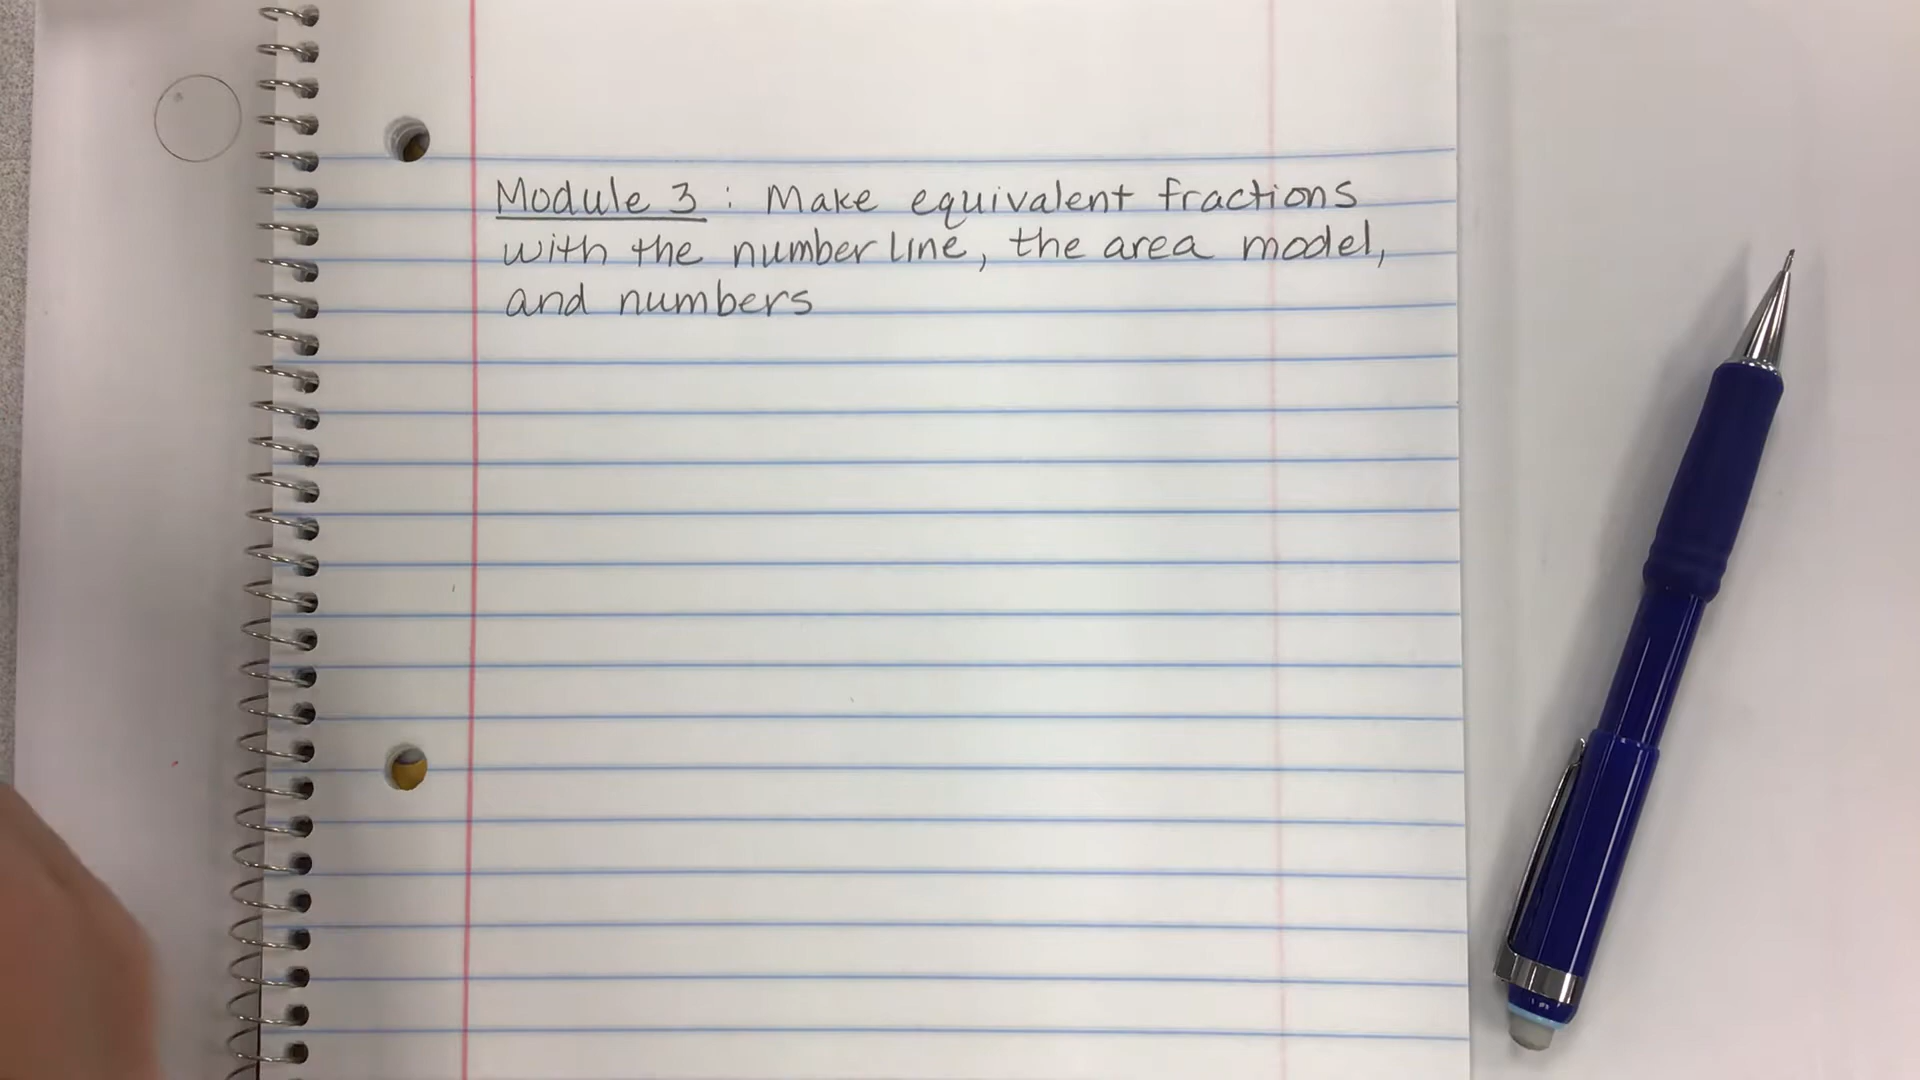 Module 3 : Make equivalent fractions
with the number line, the area model,
and numbers